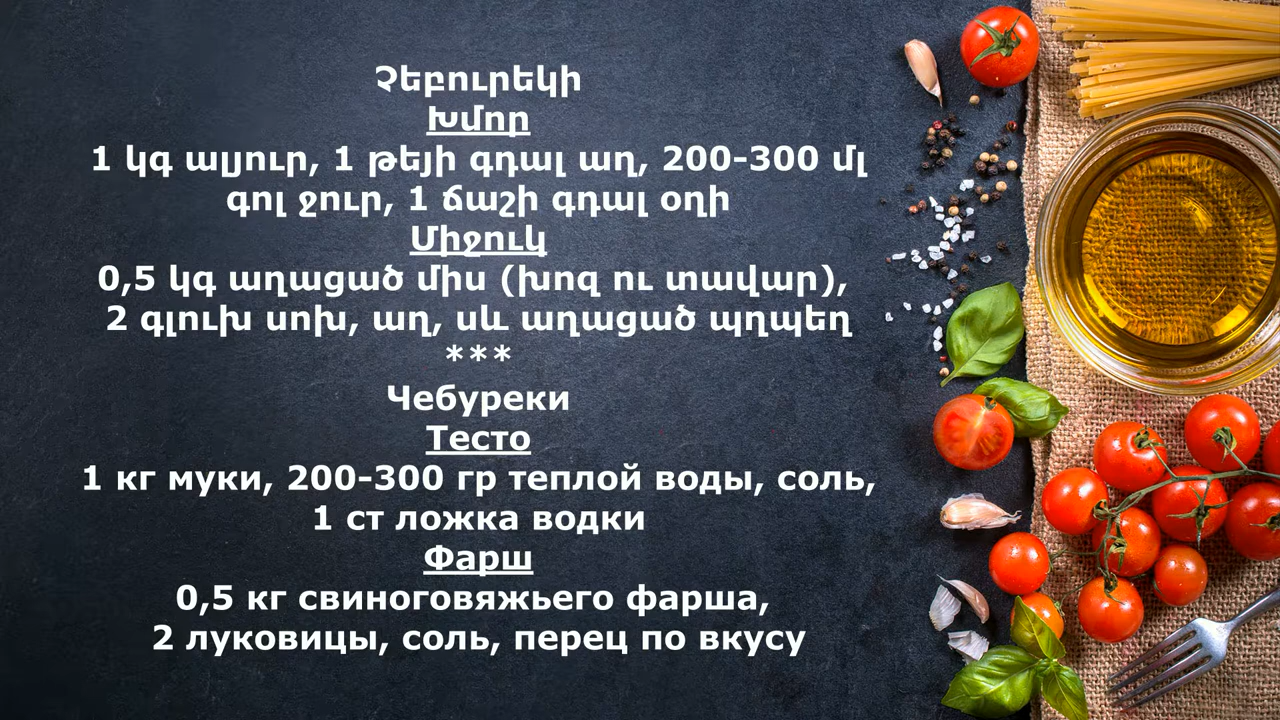 Չեբուրեկի
Խմոր
1 կգ ալյուր, 1 թեյի գդալ աղ, 200-300 մլ
գոլ ջուր, 1 ճաշի գդալ օղի
Միջուկ
0,5 կգ աղացած միս (խոզ ու տավար),
2 գլուխ սոխ, աղ, սև աղացած պղպեղ
***
Чебуреки
Тесто
1 кг муки, 200-300 гр теплой воды, соль,
1 ст ложка водки
Фарш
0,5 кг свиноговяжьего фарша,
2 луковицы, соль, перец по вкусу